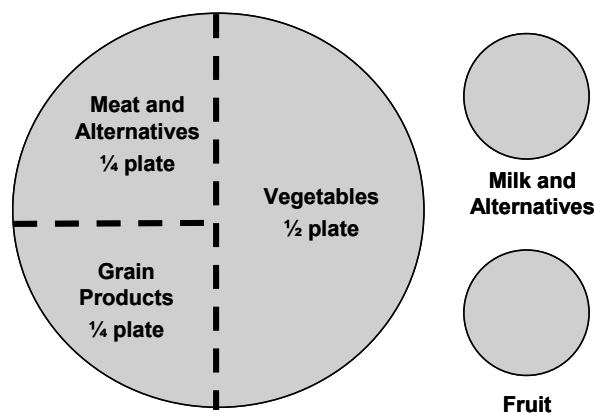 Meat and
Alternatives
¼ plate
Vegetables
½ plate
Grain
Products
¼ plate
Milk and
Alternatives
Fruit